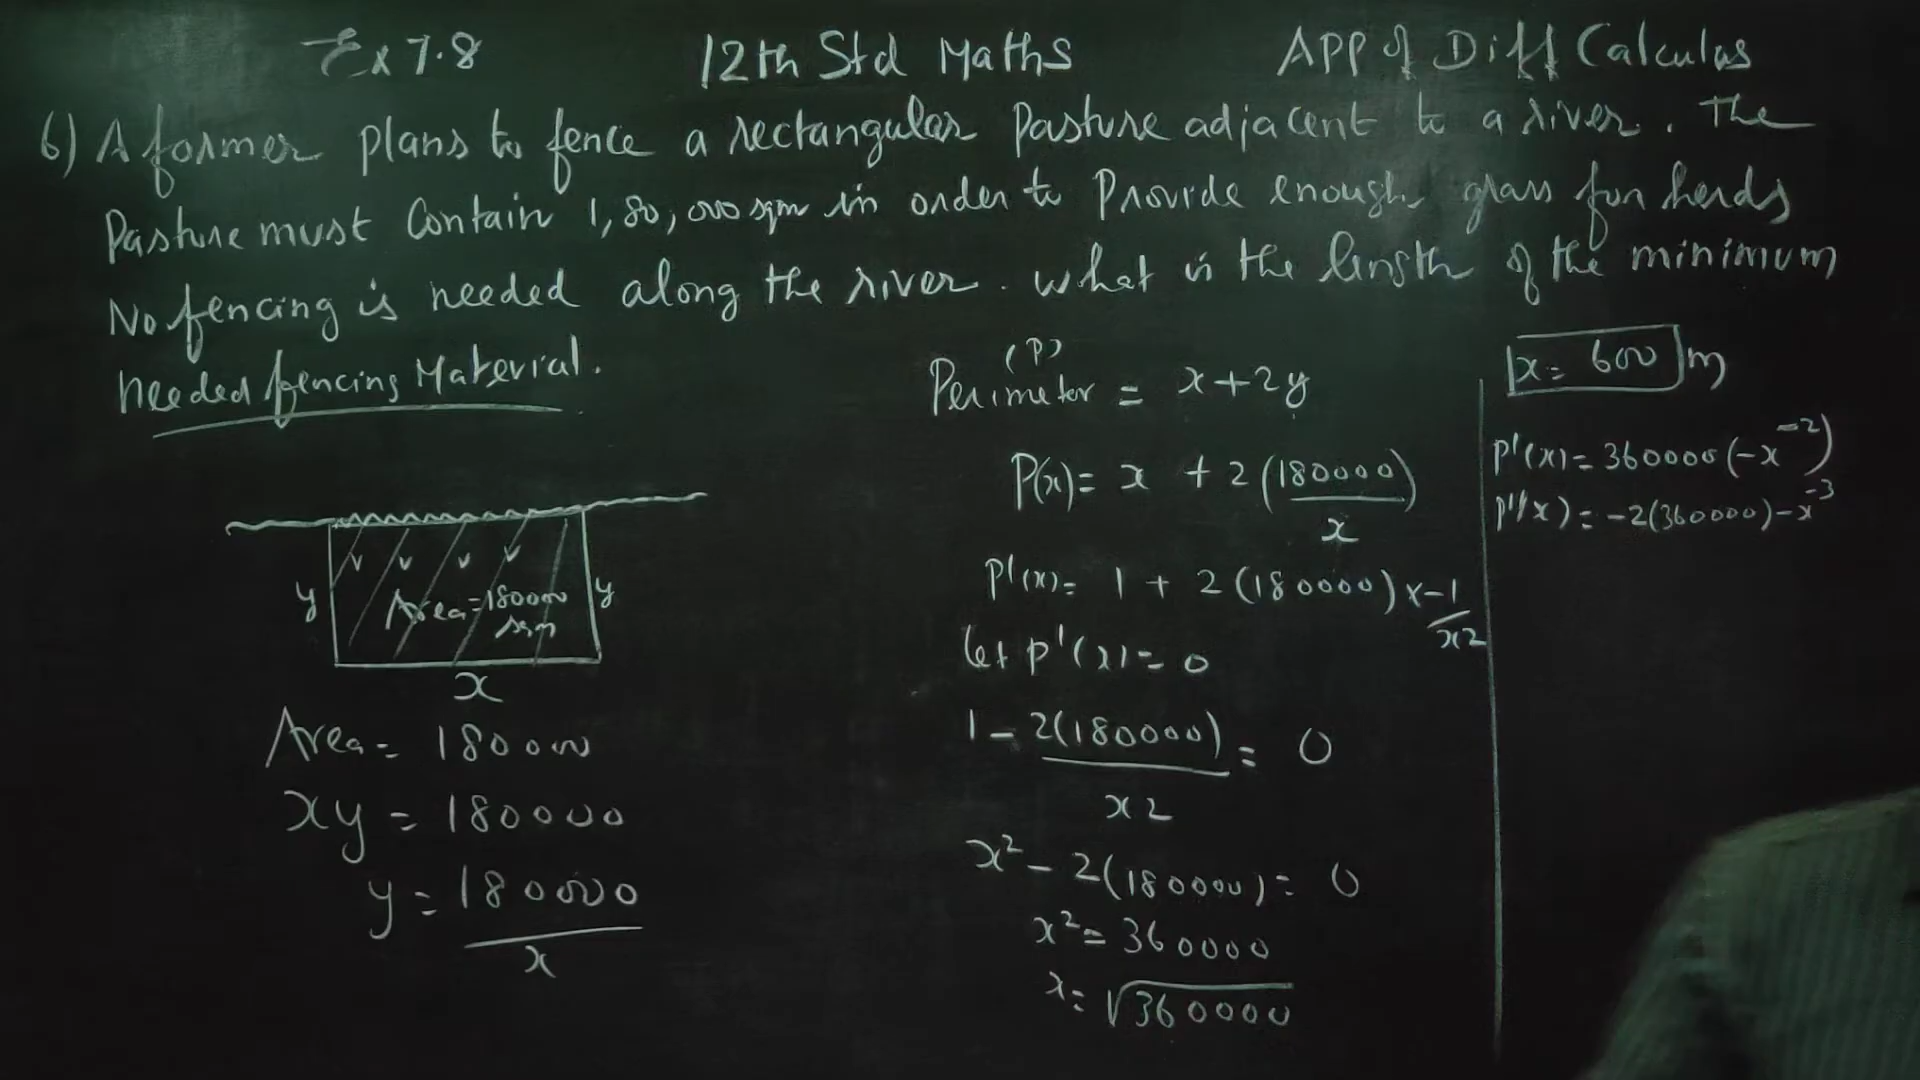 Ex 7.8 12th Std Maths APP of Diff Calculus
6) A former plans to fence a rectangular Pasture adjacent to a river. The
Pasture must Contain 1,80,000 sqm in order to Provide enough grass for herds
No fencing is needed along the river. What is the length of the minimum
needed fencing Material.
y Area = 180000 sqm y
x
Area = 180000
xy = 180000
y = 180000/x
(P)
Perimeter = x+2y
P(x) = x + 2(180000)/x
P'(x) = 1 + 2(180000) x -1/x2
Let P'(x) = 0
1 - 2(180000)/x2 = 0
x² - 2(180000) = 0
x² = 360000
x = √360000
x = 600 m
P'(x) = 360000(-x⁻²)
P''(x) = -2(360000)-x⁻³